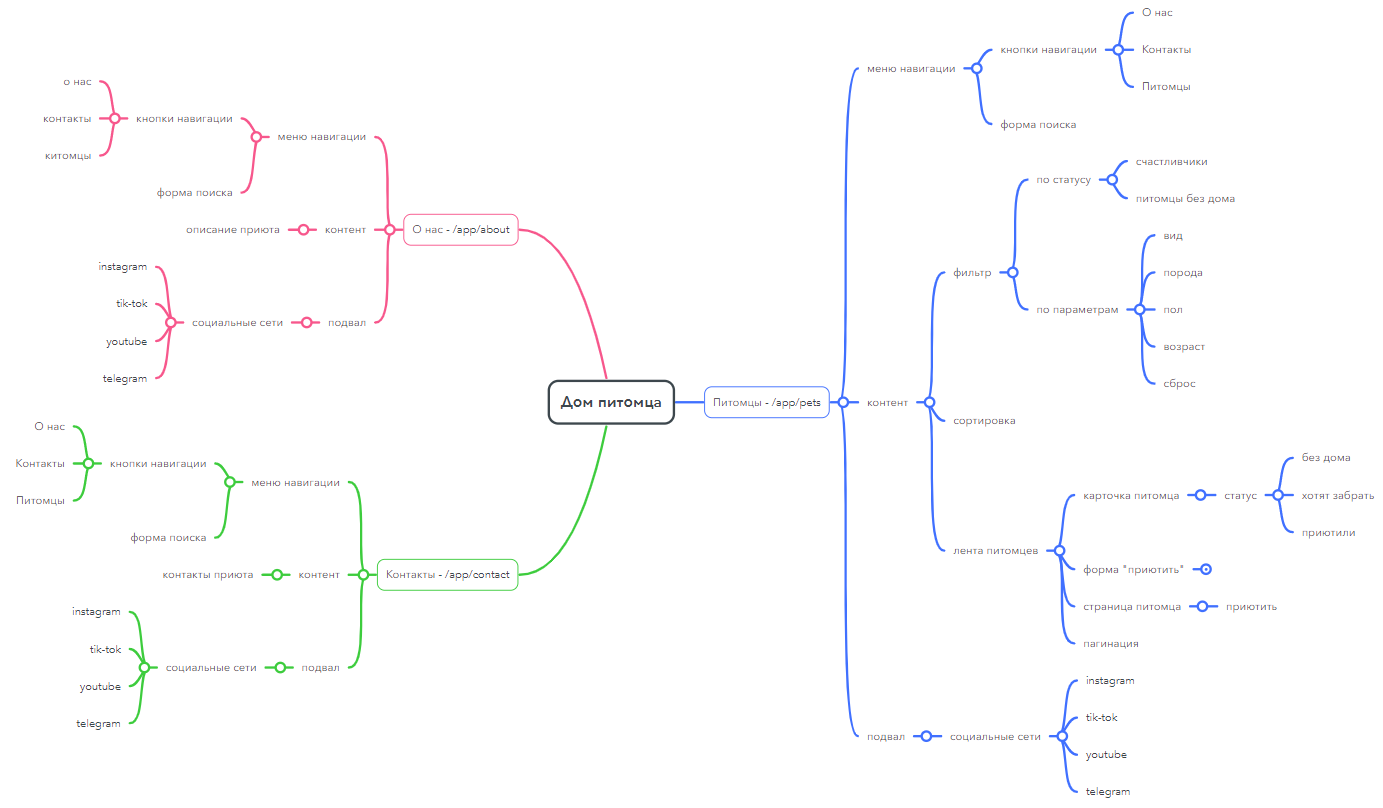 Дом питомца
О нас - /app/about
меню навигации
кнопки навигации
о нас
контакты
китомцы
форма поиска
контент
описание приюта
подвал
социальные сети
instagram
tik-tok
youtube
telegram
Контакты - /app/contact
меню навигации
кнопки навигации
О нас
Контакты
Питомцы
форма поиска
контент
контакты приюта
подвал
социальные сети
instagram
tik-tok
youtube
telegram
Питомцы - /app/pets
меню навигации
кнопки навигации
О нас
Контакты
Питомцы
форма поиска
контент
фильтр
по статусу
счастливчики
питомцы без дома
по параметрам
вид
порода
пол
возраст
сброс
сортировка
лента питомцев
карточка питомца
статус
без дома
хотят забрать
приютили
форма "приютить"
страница питомца
приютить
пагинация
подвал
социальные сети
instagram
tik-tok
youtube
telegram